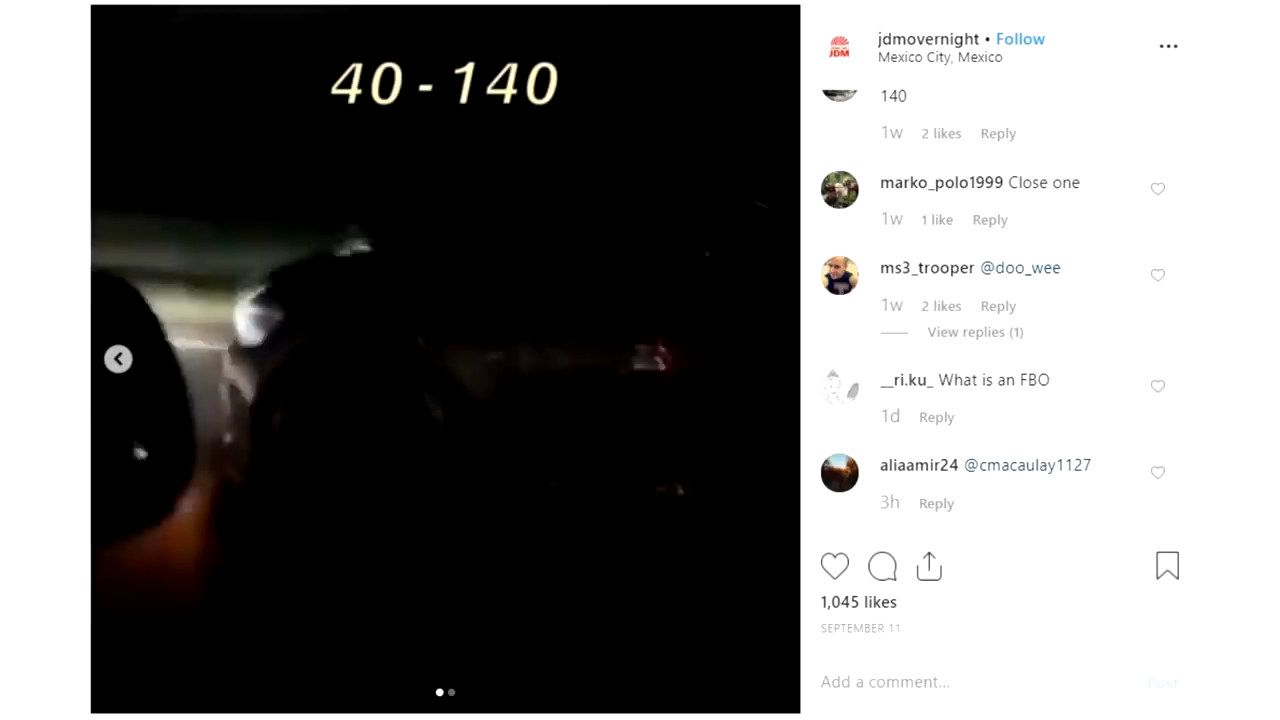 40 - 140
JDM
jdmovernight • Follow
Mexico City, Mexico
140
1w 2 likes Reply
marko_polo1999 Close one
1w 1 like Reply
ms3_trooper @doo_wee
1w 2 likes Reply
View replies (1)
__ri.ku_ What is an FBO
1d Reply
aliaamir24 @cmacaulay1127
3h Reply
1,045 likes
SEPTEMBER 11
Add a comment... Post